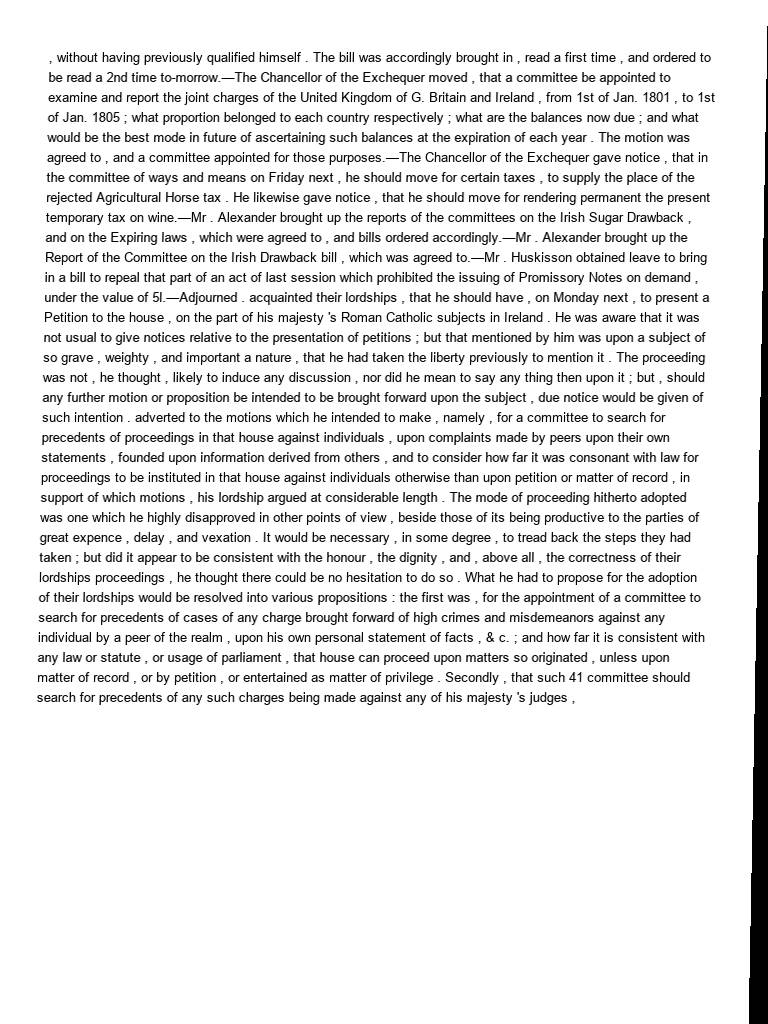 , without having previously qualified himself . The bill was accordingly brought in , read a first time , and ordered to
be read a 2nd time to-morrow.—The Chancellor of the Exchequer moved , that a committee be appointed to
examine and report the joint charges of the United Kingdom of G. Britain and Ireland , from 1st of Jan. 1801 , to 1st
of Jan. 1805 ; what proportion belonged to each country respectively ; what are the balances now due ; and what
would be the best mode in future of ascertaining such balances at the expiration of each year . The motion was
agreed to , and a committee appointed for those purposes.—The Chancellor of the Exchequer gave notice , that in
the committee of ways and means on Friday next , he should move for certain taxes , to supply the place of the
rejected Agricultural Horse tax . He likewise gave notice , that he should move for rendering permanent the present
temporary tax on wine.—Mr . Alexander brought up the reports of the committees on the Irish Sugar Drawback ,
and on the Expiring laws , which were agreed to , and bills ordered accordingly.—Mr . Alexander brought up the
Report of the Committee on the Irish Drawback bill , which was agreed to.—Mr . Huskisson obtained leave to bring
in a bill to repeal that part of an act of last session which prohibited the issuing of Promissory Notes on demand ,
under the value of 5l.—Adjourned . acquainted their lordships , that he should have , on Monday next , to present a
Petition to the house , on the part of his majesty 's Roman Catholic subjects in Ireland . He was aware that it was
not usual to give notices relative to the presentation of petitions ; but that mentioned by him was upon a subject of
so grave , weighty , and important a nature , that he had taken the liberty previously to mention it . The proceeding
was not , he thought , likely to induce any discussion , nor did he mean to say any thing then upon it ; but , should
any further motion or proposition be intended to be brought forward upon the subject , due notice would be given of
such intention . adverted to the motions which he intended to make , namely , for a committee to search for
precedents of proceedings in that house against individuals , upon complaints made by peers upon their own
statements , founded upon information derived from others , and to consider how far it was consonant with law for
proceedings to be instituted in that house against individuals otherwise than upon petition or matter of record , in
support of which motions , his lordship argued at considerable length . The mode of proceeding hitherto adopted
was one which he highly disapproved in other points of view , beside those of its being productive to the parties of
great expence , delay , and vexation . It would be necessary , in some degree , to tread back the steps they had
taken ; but did it appear to be consistent with the honour , the dignity , and , above all , the correctness of their
lordships proceedings , he thought there could be no hesitation to do so . What he had to propose for the adoption
of their lordships would be resolved into various propositions : the first was , for the appointment of a committee to
search for precedents of cases of any charge brought forward of high crimes and misdemeanors against any
individual by a peer of the realm , upon his own personal statement of facts , & c. ; and how far it is consistent with
any law or statute , or usage of parliament , that house can proceed upon matters so originated , unless upon
matter of record , or by petition , or entertained as matter of privilege . Secondly , that such 41 committee should
search for precedents of any such charges being made against any of his majesty 's judges ,